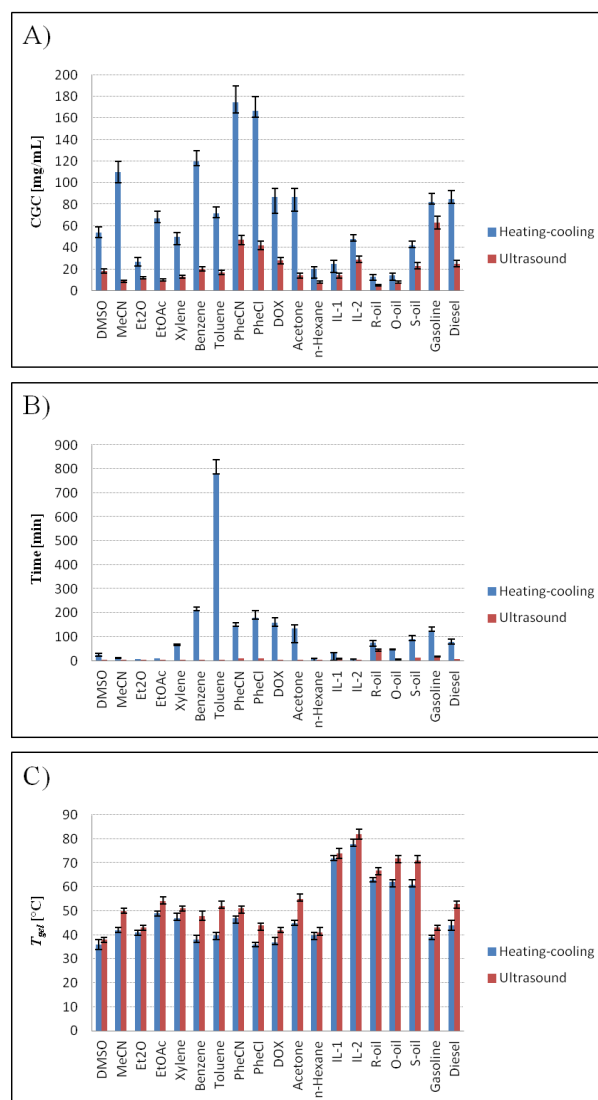 A)
CGC [mg/mL]
200
180
160
140
120
100
80
60
40
20
0
DMSO
MeCN
Et2O
EtOAc
Xylene
Benzene
Toluene
PheCN
PheCl
DOX
Acetone
n-Hexane
IL-1
IL-2
R-oil
O-oil
S-oil
Gasoline
Diesel
Heating-cooling
Ultrasound
B)
Time [min]
900
800
700
600
500
400
300
200
100
0
DMSO
MeCN
Et2O
EtOAc
Xylene
Benzene
Toluene
PheCN
PheCl
DOX
Acetone
n-Hexane
IL-1
IL-2
R-oil
O-oil
S-oil
Gasoline
Diesel
Heating-cooling
Ultrasound
C)
Tgel [°C]
90
80
70
60
50
40
30
20
10
0
DMSO
MeCN
Et2O
EtOAc
Xylene
Benzene
Toluene
PheCN
PheCl
DOX
Acetone
n-Hexane
IL-1
IL-2
R-oil
O-oil
S-oil
Gasoline
Diesel
Heating-cooling
Ultrasound